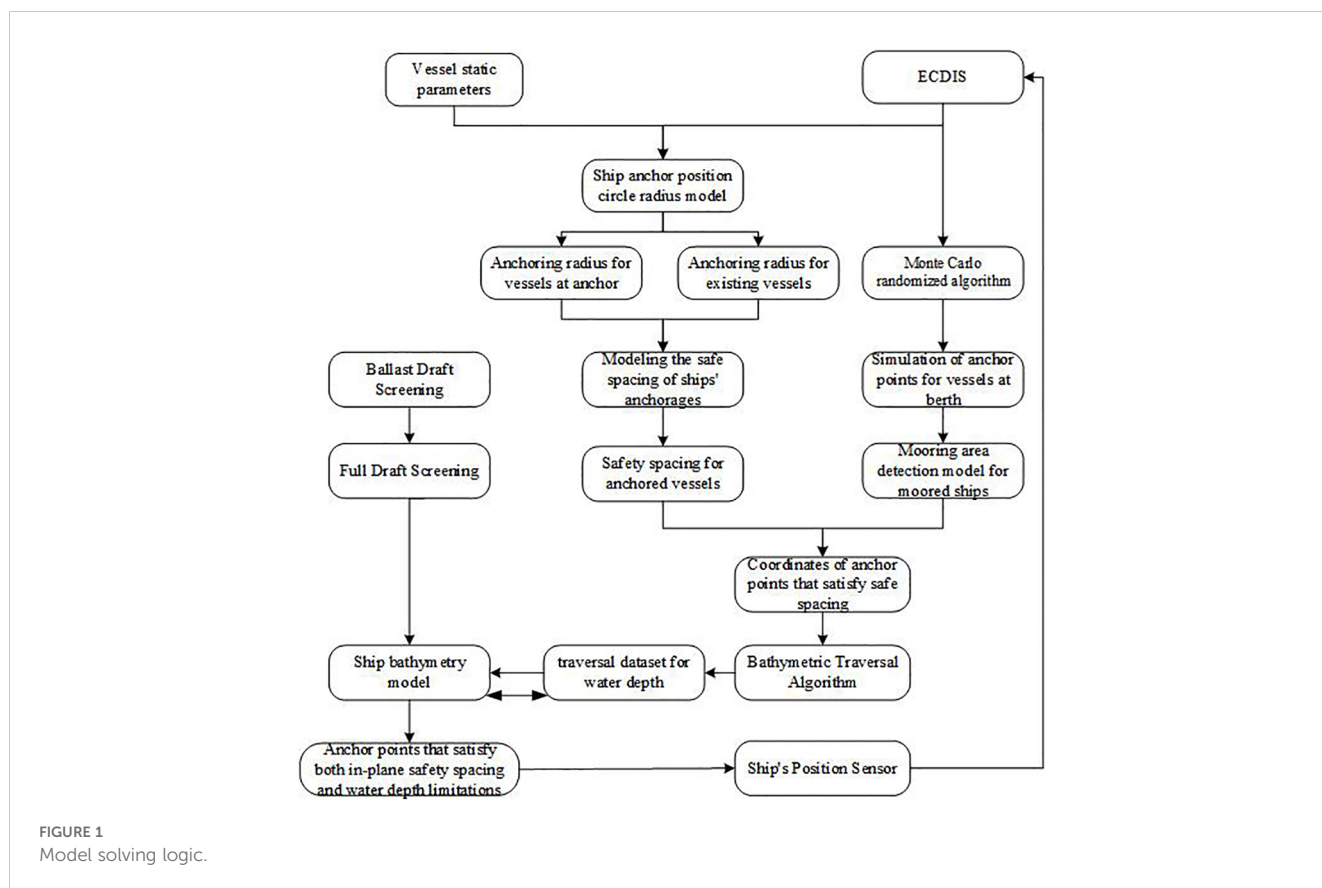 Vessel static
parameters
ECDIS
Ship anchor position
circle radius model
Anchoring radius for
vessels at anchor
Anchoring radius for
existing vessels
Monte Carlo
randomized algorithm
Ballast Draft
Screening
Modeling the safe
spacing of ships'
anchorages
Simulation of anchor
points for vessels at
berth
Full Draft Screening
Safety spacing for
anchored vessels
Mooring area
detection model for
moored ships
Coordinates of anchor
points that satisfy safe
spacing
Ship bathymetry
model
traversal dataset for
water depth
Bathymetric Traversal
Algorithm
Anchor points that satisfy
both in-plane safety spacing
and water depth limitations
Ship's Position Sensor
FIGURE 1
Model solving logic.